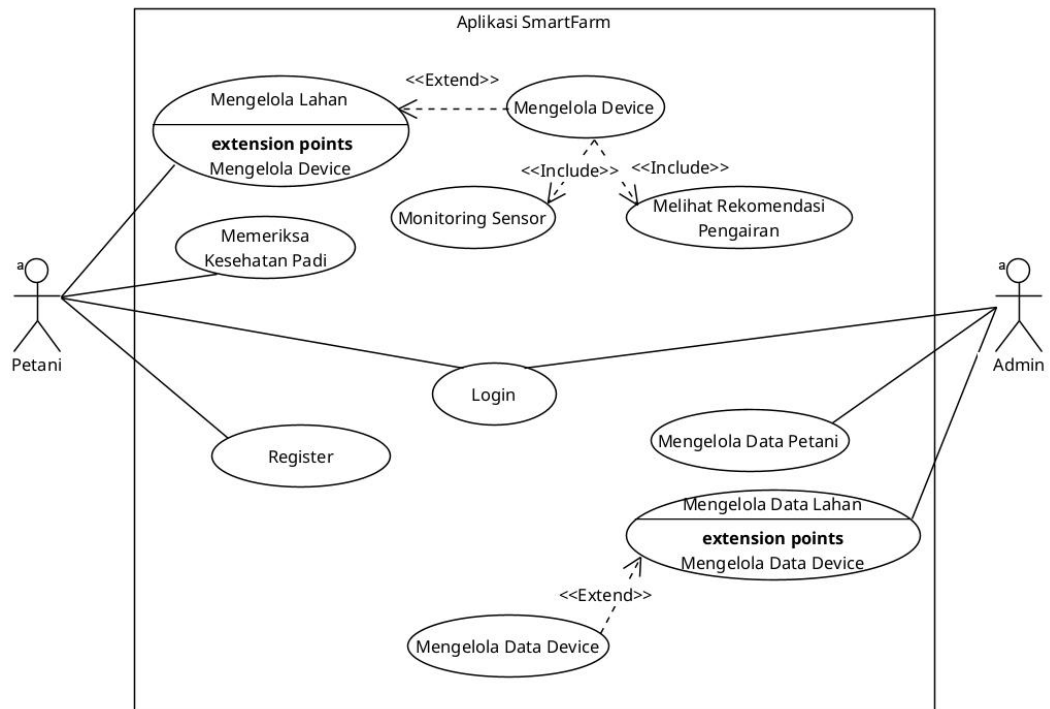 Aplikasi SmartFarm
<<Extend>>
Mengelola Lahan
extension points
Mengelola Device
Mengelola Device
<<Include>>
<<Include>>
Monitoring Sensor
Melihat Rekomendasi
Pengairan
Memeriksa
Kesehatan Padi
a
Petani
a
Admin
Login
Register
Mengelola Data Petani
Mengelola Data Lahan
extension points
Mengelola Data Device
<<Extend>>
Mengelola Data Device